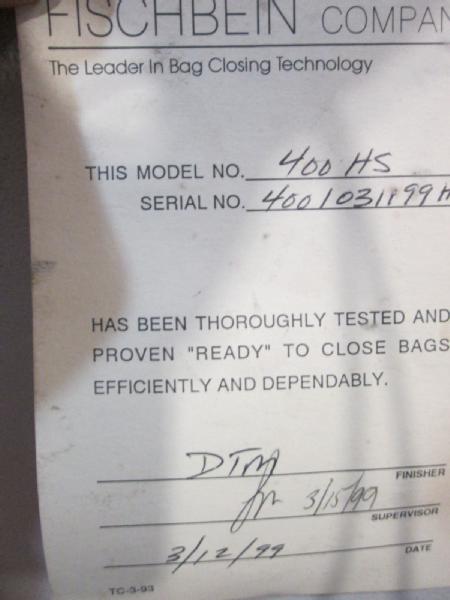 FISCHBEIN COMPAN
The Leader In Bag Closing Technology
THIS MODEL NO. 400 HS
SERIAL NO. 4001031199H
HAS BEEN THOROUGHLY TESTED AND
PROVEN "READY" TO CLOSE BAGS
EFFICIENTLY AND DEPENDABLY.
DTM
FINISHER
3/15/99
SUPERVISOR
3/12/99
DATE
TC-3-93